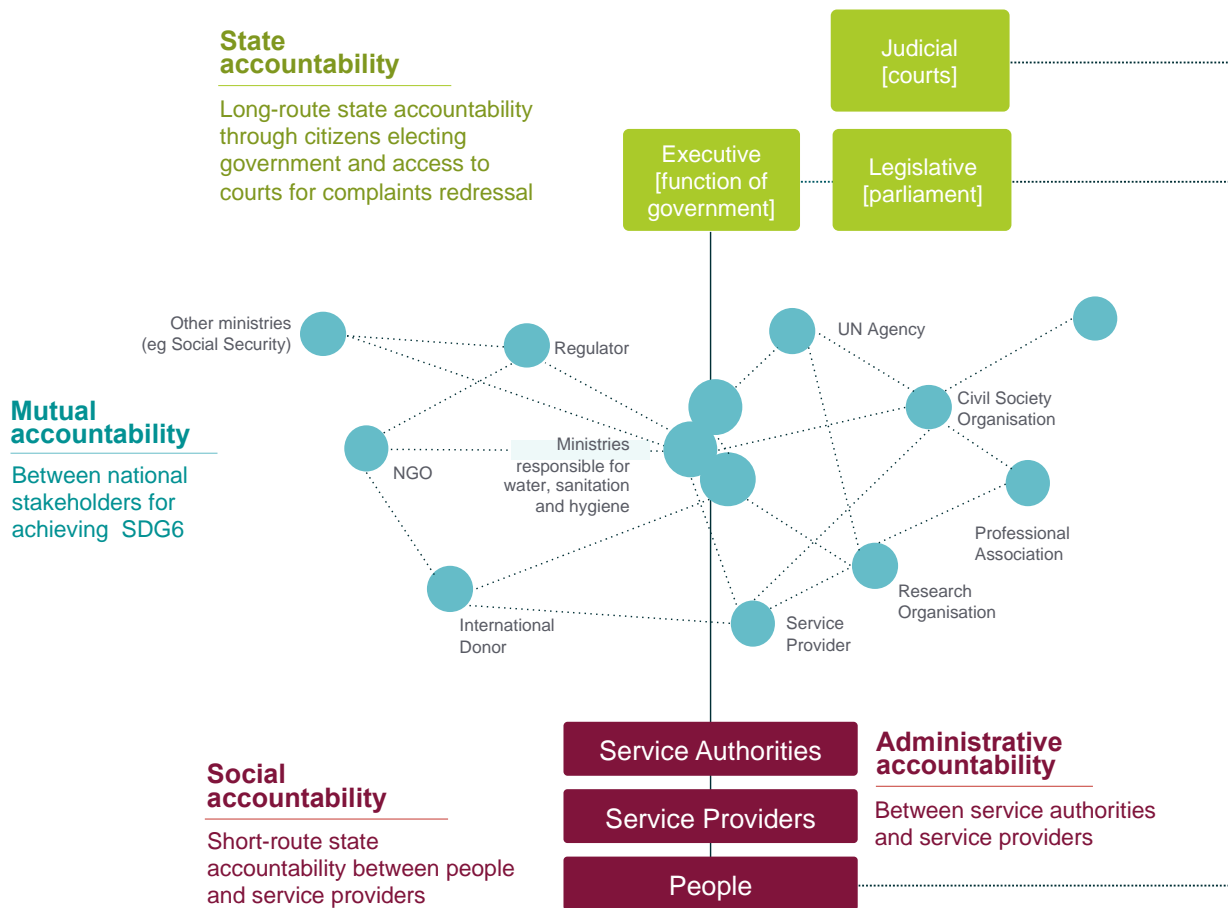 State
accountability
Long-route state accountability
through citizens electing
government and access to
courts for complaints redressal
Judicial
[courts]
Executive
[function of
government]
Legislative
[parliament]
Other ministries
(eg Social Security)
Regulator
UN Agency
Civil Society
Organisation
Mutual
accountability
Between national
stakeholders for
achieving SDG6
NGO
Ministries
responsible for
water, sanitation
and hygiene
Professional
Association
International
Donor
Service
Provider
Research
Organisation
Service Authorities
Service Providers
People
Administrative
accountability
Between service authorities
and service providers
Social
accountability
Short-route state
accountability between people
and service providers